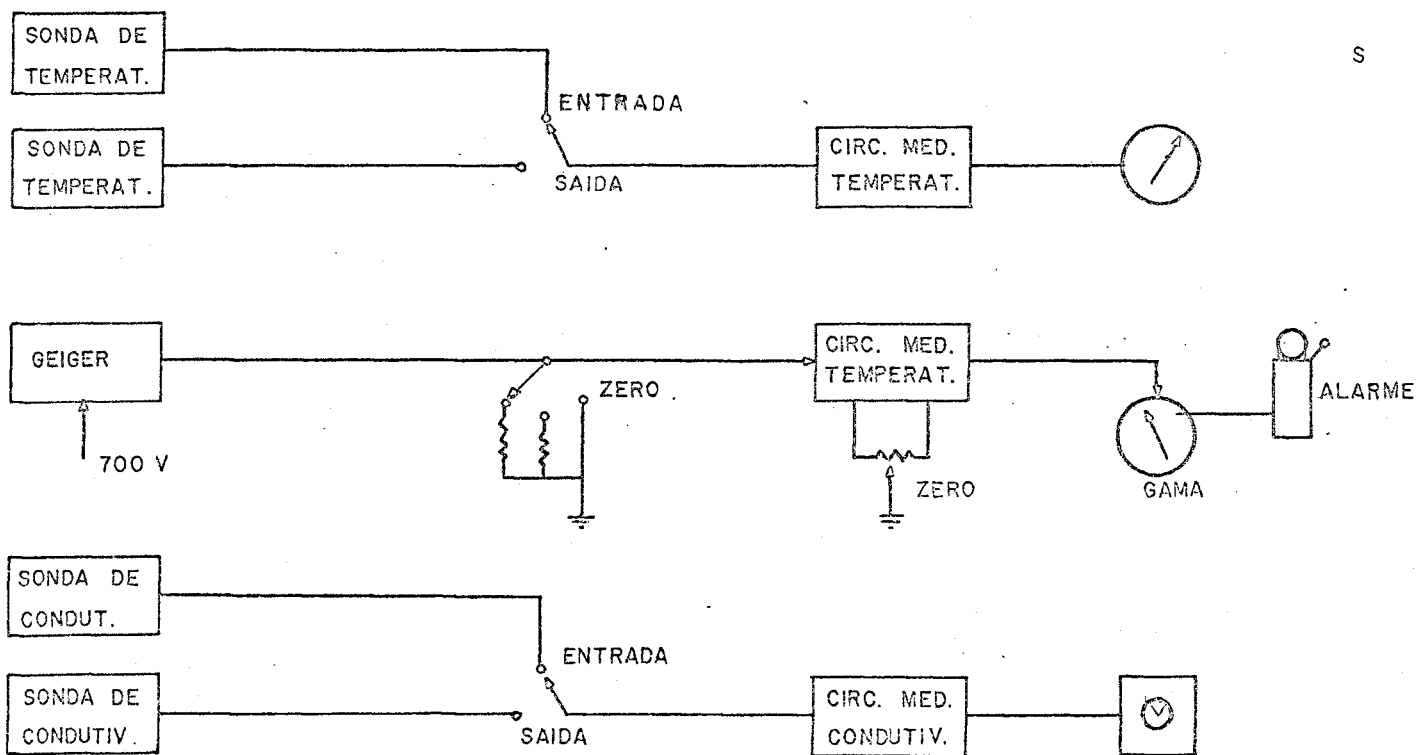 SONDA DE
TEMPERAT.
S
ENTRADA
SONDA DE
TEMPERAT.
SAIDA
CIRC. MED.
TEMPERAT.
GEIGER
700 V
ZERO
CIRC. MED.
TEMPERAT.
ZERO
GAMA
ALARME
SONDA DE
CONDUT.
ENTRADA
SONDA DE
CONDUTIV.
SAIDA
CIRC. MED.
CONDUTIV.